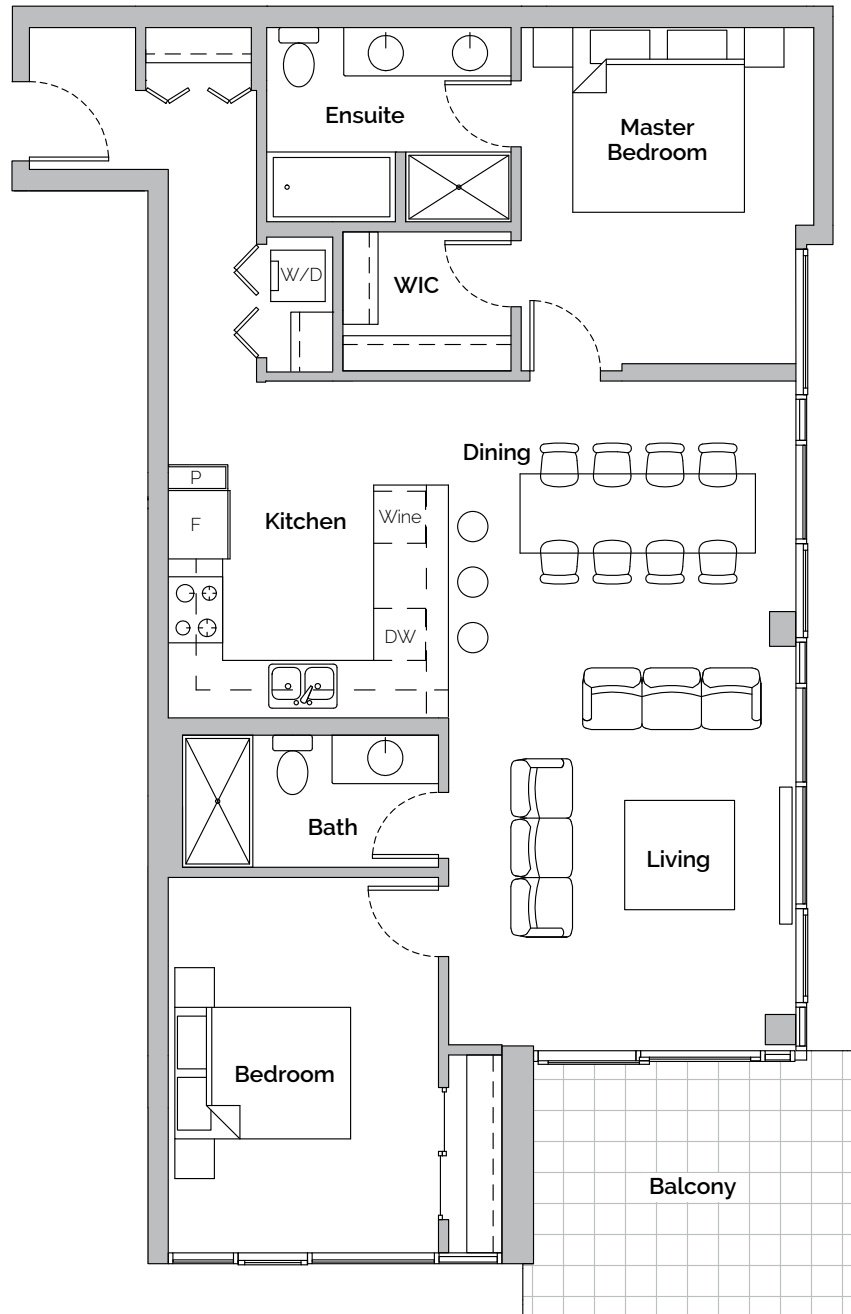 Ensuite
Master
Bedroom
W/D
WIC
Dining
P
F
Kitchen
Wine
DW
Bath
Living
Bedroom
Balcony